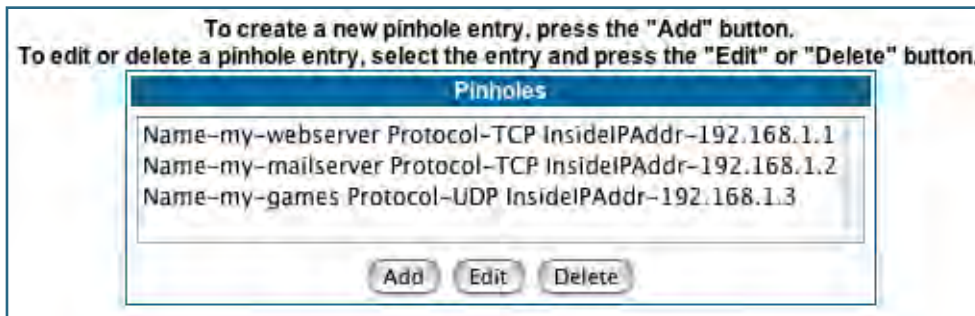 To create a new pinhole entry, press the "Add" button.
To edit or delete a pinhole entry, select the entry and press the "Edit" or "Delete" button.
Pinholes
Name-my-webserver Protocol-TCP InsideIPAddr-192.168.1.1
Name-my-mailserver Protocol-TCP InsideIPAddr-192.168.1.2
Name-my-games Protocol-UDP InsideIPAddr-192.168.1.3
Add Edit Delete